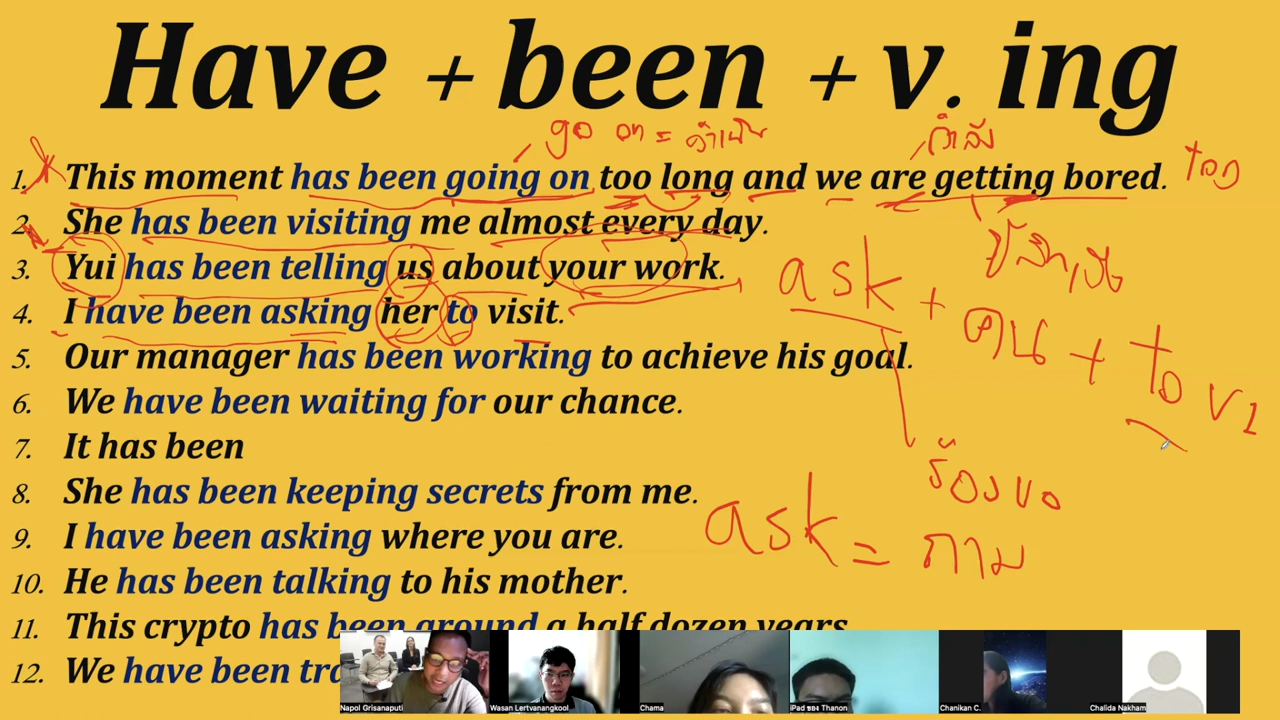 Have + been + v. ing
go on = ดำเนิน
กำลัง
1. This moment has been going on too long and we are getting bored.
too
2. She has been visiting me almost every day.
3. Yui has been telling us about your work.
ask + คน + to v1
4. I have been asking her to visit.
5. Our manager has been working to achieve his goal.
6. We have been waiting for our chance.
7. It has been
ร้องขอ
8. She has been keeping secrets from me.
ask = ถาม
9. I have been asking where you are.
10. He has been talking to his mother.
11. This crypto has been around a half dozen years
12. We have been tra
Napol Grisanaputi
Wasan Lertvanangkool
Chama
iPad ของ Thanon
Chanikan C.
Chalida Nakham